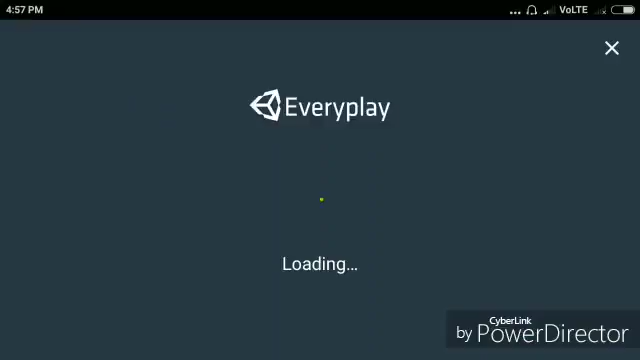 4:57 PM
... VoLTE
Everyplay
Loading...
CyberLink
by PowerDirector